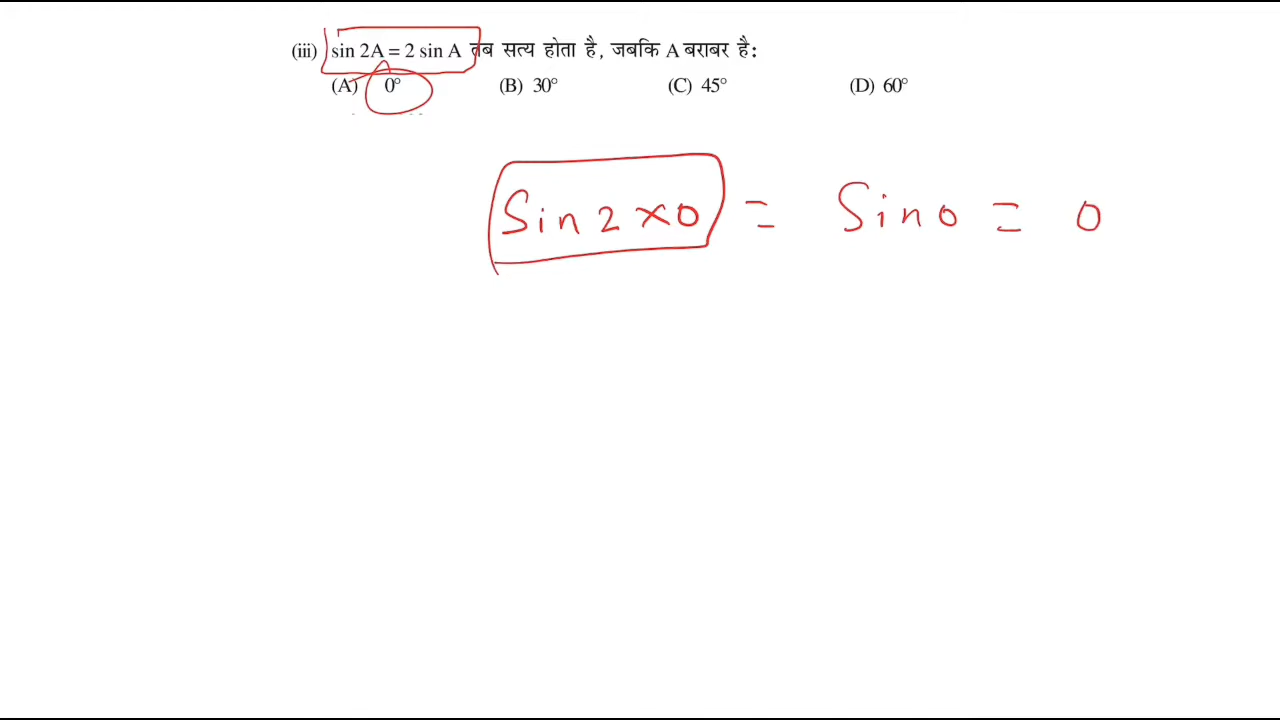 (iii) sin 2A = 2 sin A तब सत्य होता है, जबकि A बराबर है:
(A) 0° (B) 30° (C) 45° (D) 60°
Sin 2 × 0 = Sin 0 = 0